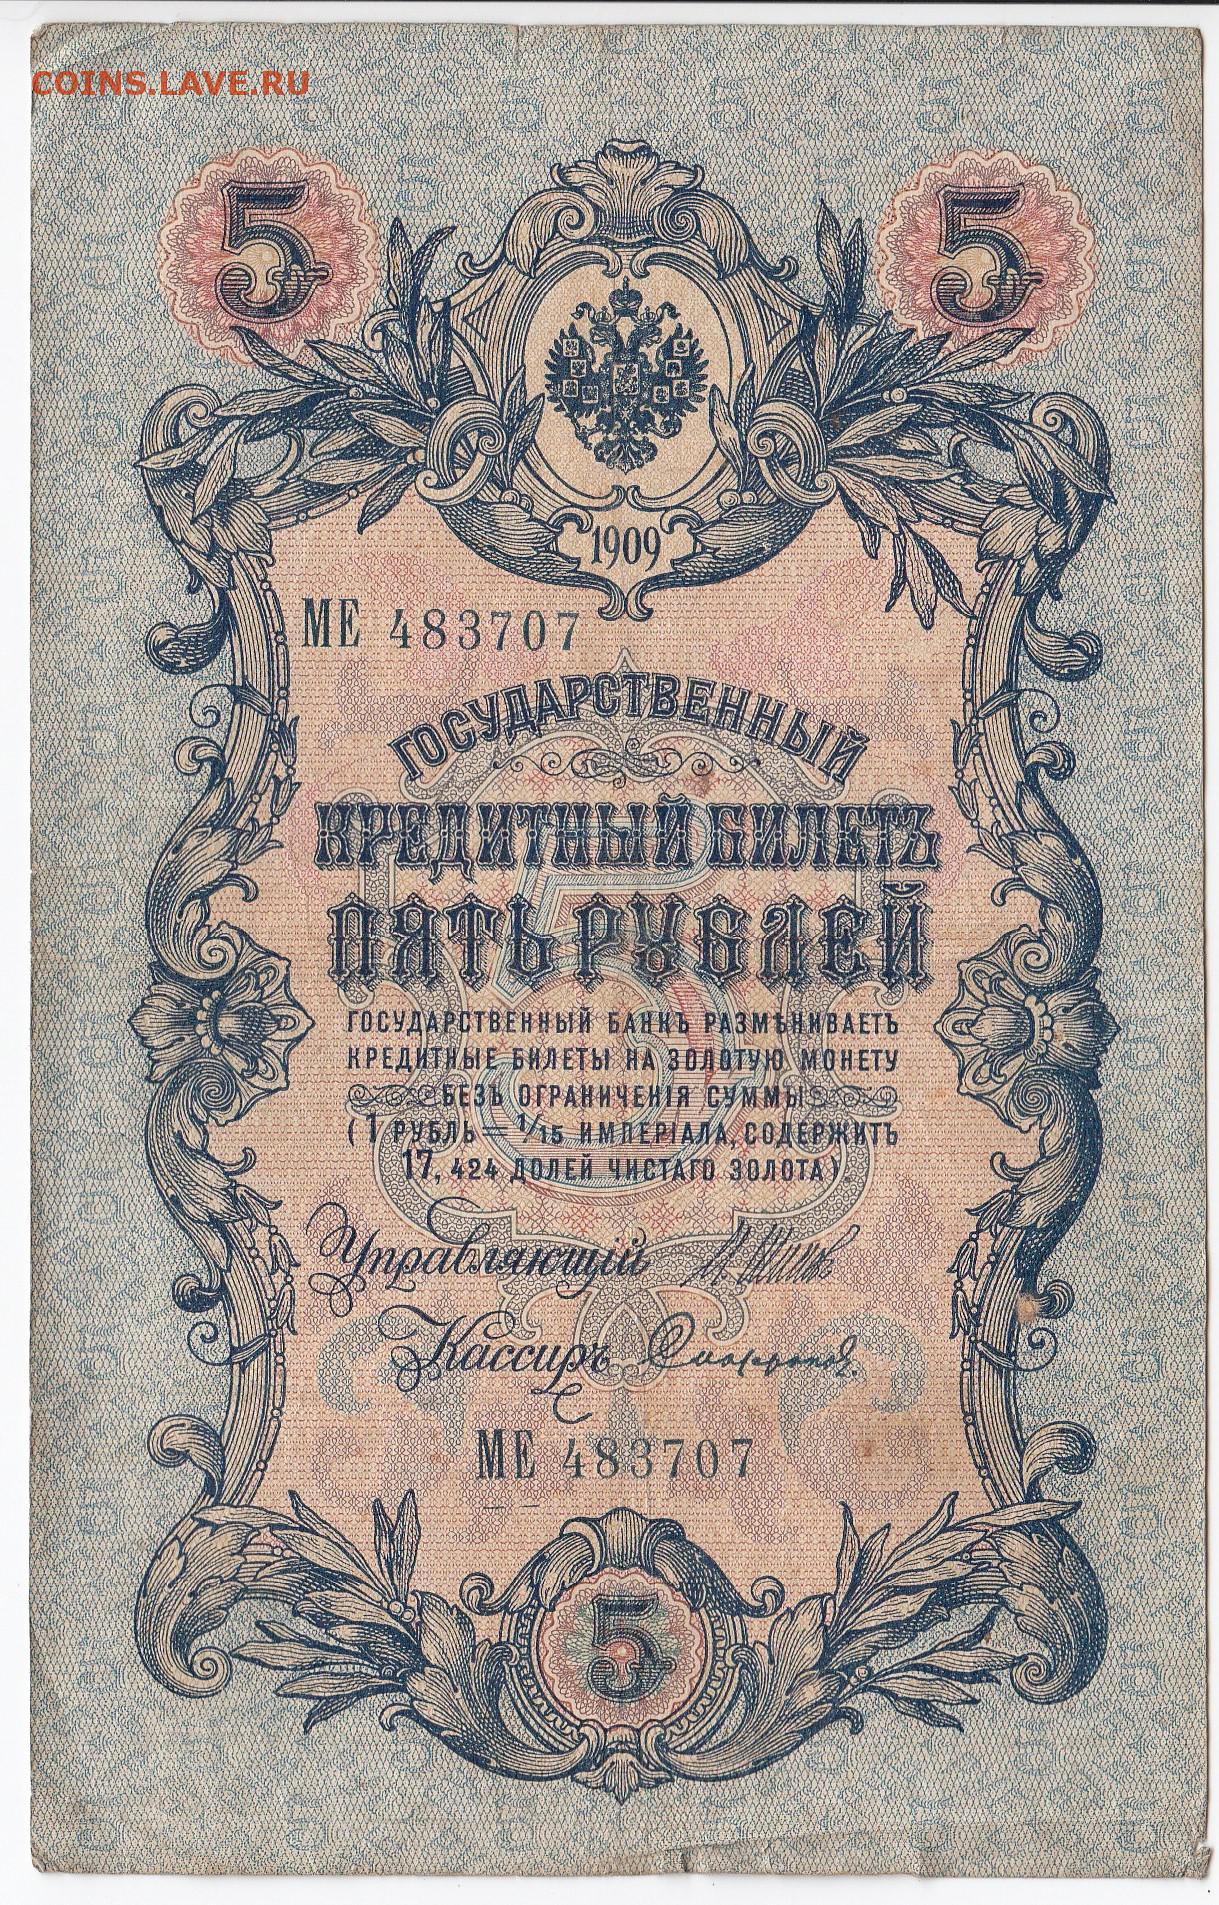 COINS.LAVE.RU
5 5
1909
МЕ 483707
ГОСУДАРСТВЕННЫЙ
КРЕДИТНЫЙ БИЛЕТЪ
ПЯТЬ РУБЛЕЙ
ГОСУДАРСТВЕННЫЙ БАНКЪ РАЗМѢНИВАЕТЪ
КРЕДИТНЫЕ БИЛЕТЫ НА ЗОЛОТУЮ МОНЕТУ
БЕЗЪ ОГРАНИЧЕНІЯ СУММЫ
(1 РУБЛЬ = 1/15 ИМПЕРІАЛА, СОДЕРЖИТЪ
17,424 ДОЛЕЙ ЧИСТАГО ЗОЛОТА)
Управляющій
Кассиръ
МЕ 483707
5